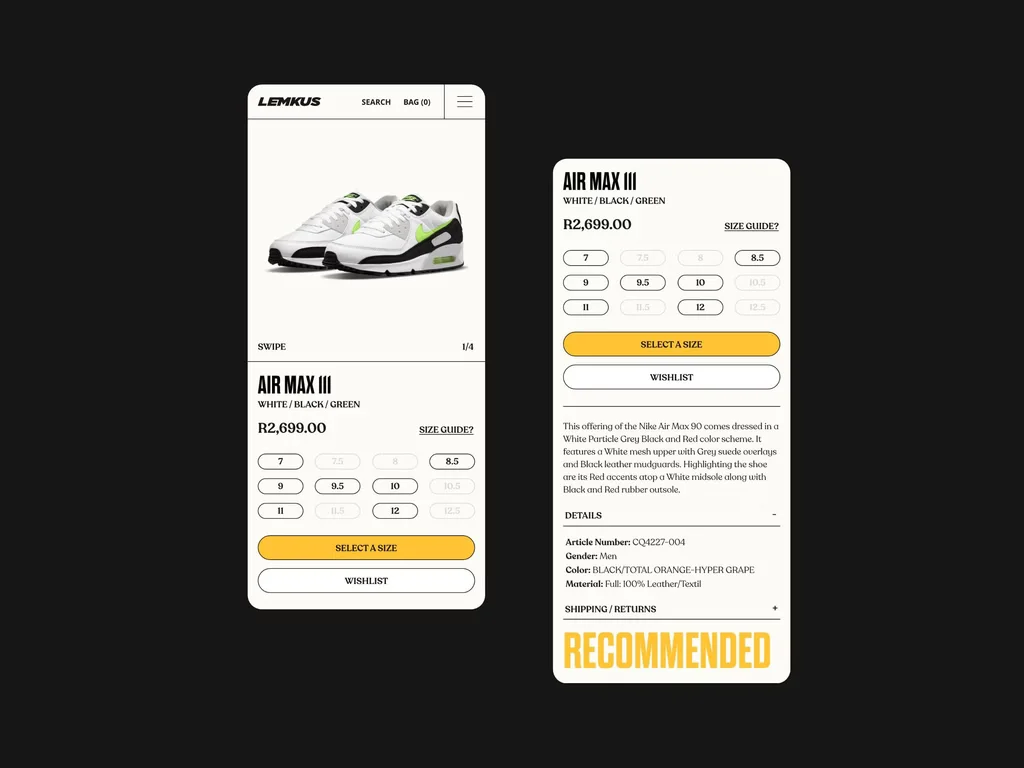 LEMKUS
SEARCH BAG (0)
SWIPE 1/4
AIR MAX 111
WHITE / BLACK / GREEN
R2,699.00 SIZE GUIDE?
7 7.5 8 8.5
9 9.5 10 10.5
11 11.5 12 12.5
SELECT A SIZE
WISHLIST
AIR MAX 111
WHITE / BLACK / GREEN
R2,699.00 SIZE GUIDE?
7 7.5 8 8.5
9 9.5 10 10.5
11 11.5 12 12.5
SELECT A SIZE
WISHLIST
This offering of the Nike Air Max 90 comes dressed in a
White Particle Grey Black and Red color scheme. It
features a White mesh upper with Grey suede overlays
and Black leather mudguards. Highlighting the shoe
are its Red accents atop a White midsole along with
Black and Red rubber outsole.
DETAILS -
Article Number: CQ4227-004
Gender: Men
Color: BLACK/TOTAL ORANGE-HYPER GRAPE
Material: Full: 100% Leather/Textil
SHIPPING / RETURNS +
RECOMMENDED